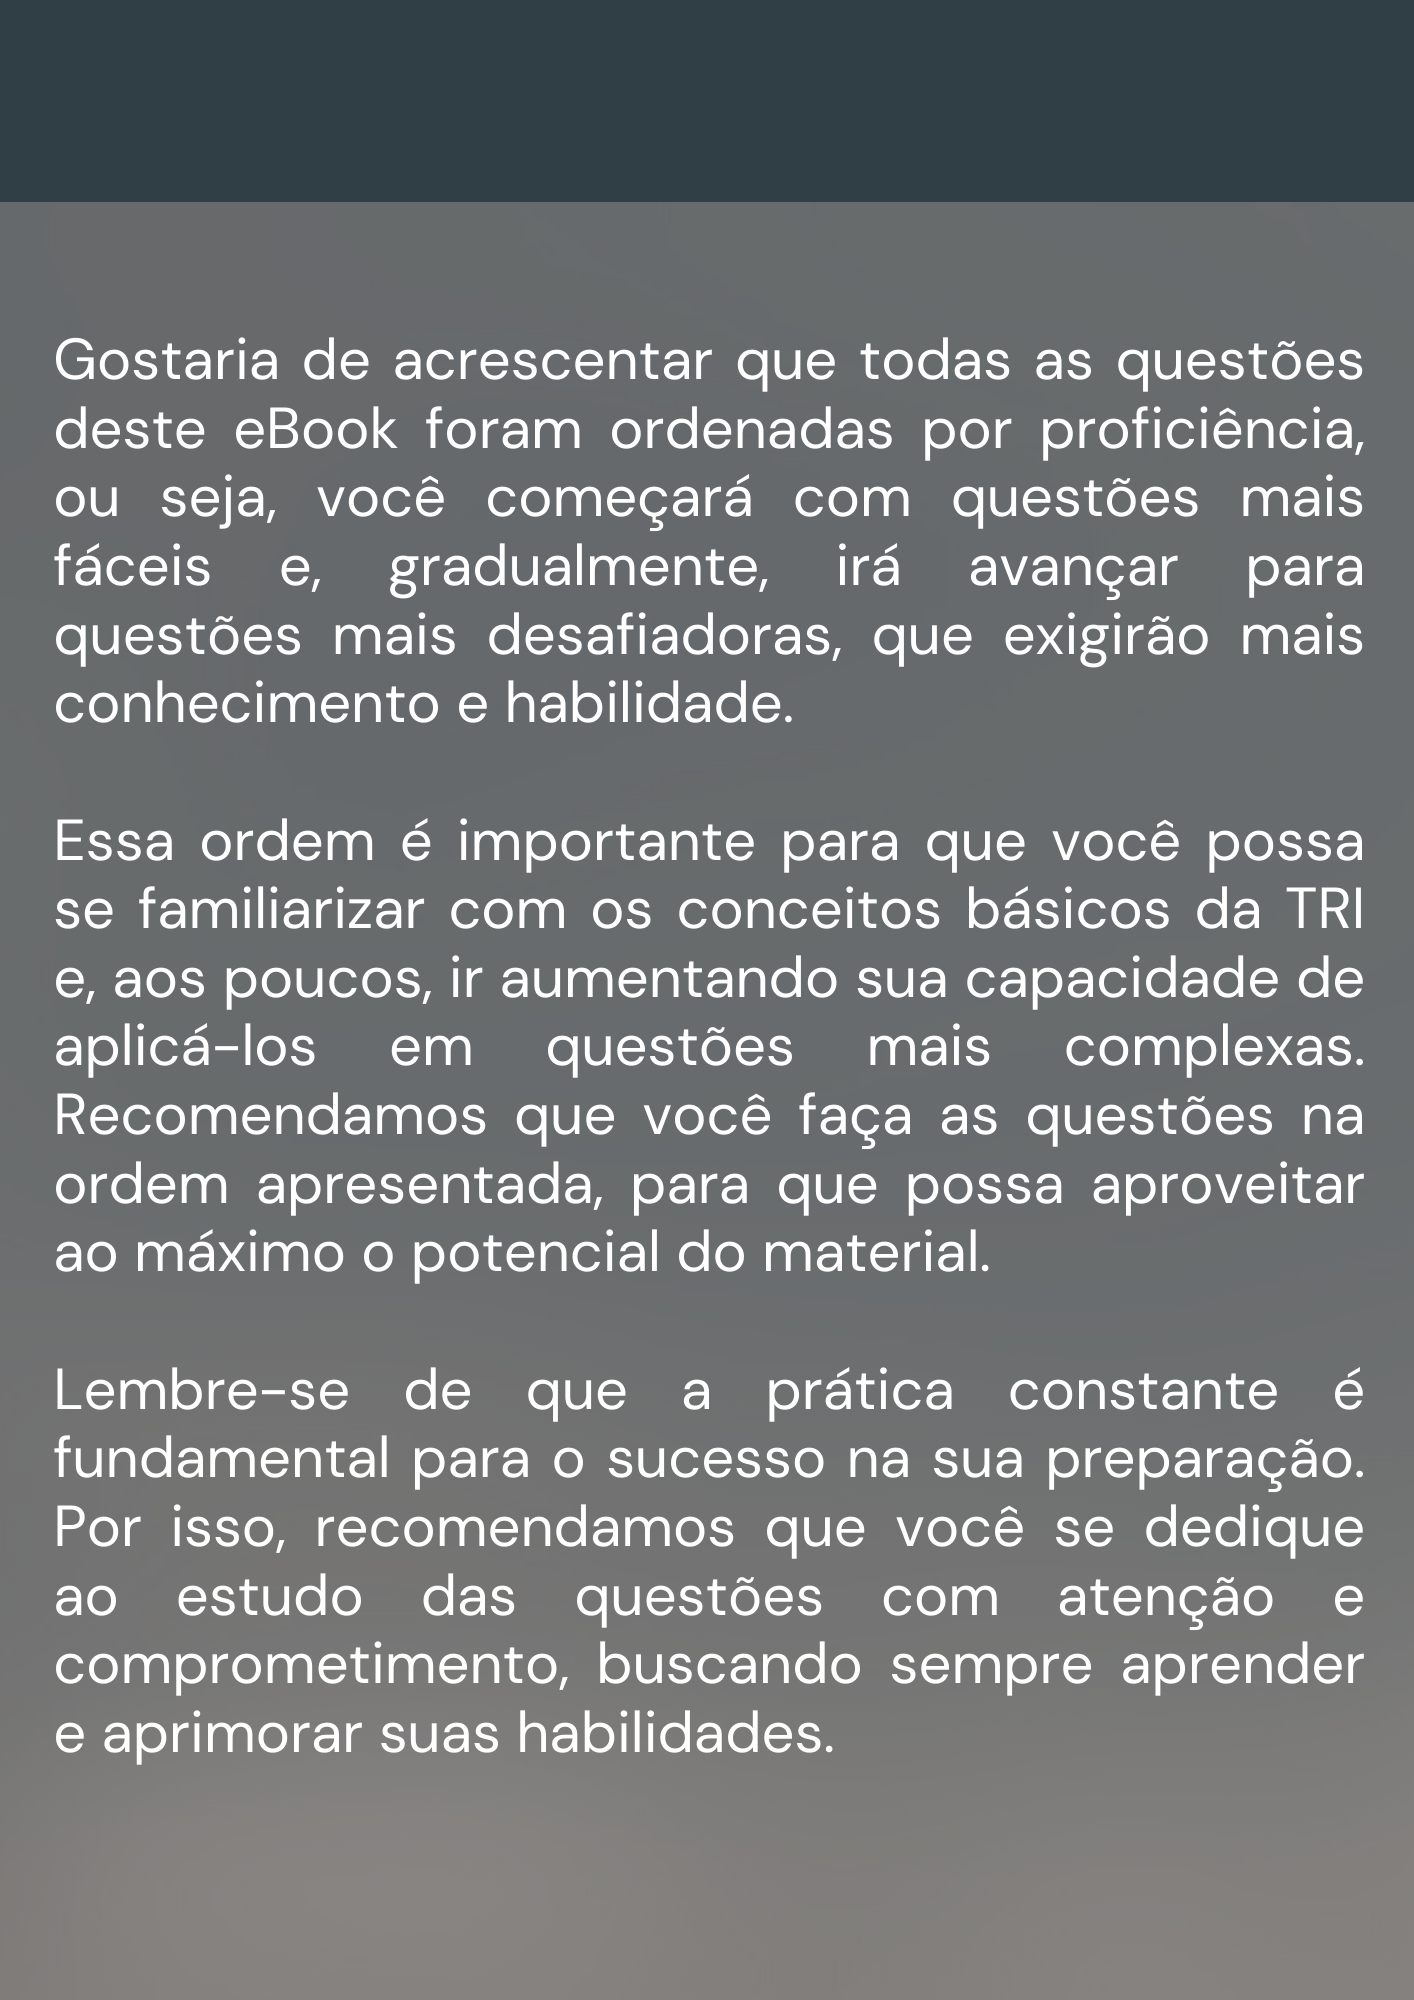 Gostaria de acrescentar que todas as questões
deste eBook foram ordenadas por proficiência,
ou seja, você começará com questões mais
fáceis e, gradualmente, irá avançar para
questões mais desafiadoras, que exigirão mais
conhecimento e habilidade.
Essa ordem é importante para que você possa
se familiarizar com os conceitos básicos da TRI
e, aos poucos, ir aumentando sua capacidade de
aplicá-los em questões mais complexas.
Recomendamos que você faça as questões na
ordem apresentada, para que possa aproveitar
ao máximo o potencial do material.
Lembre-se de que a prática constante é
fundamental para o sucesso na sua preparação.
Por isso, recomendamos que você se dedique
ao estudo das questões com atenção e
comprometimento, buscando sempre aprender
e aprimorar suas habilidades.